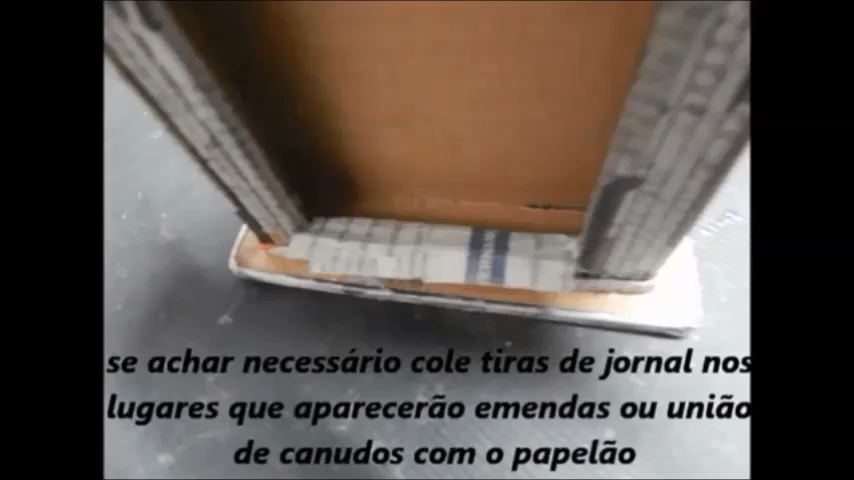 se achar necessário cole tiras de jornal nos
lugares que aparecerão emendas ou união
de canudos com o papelão